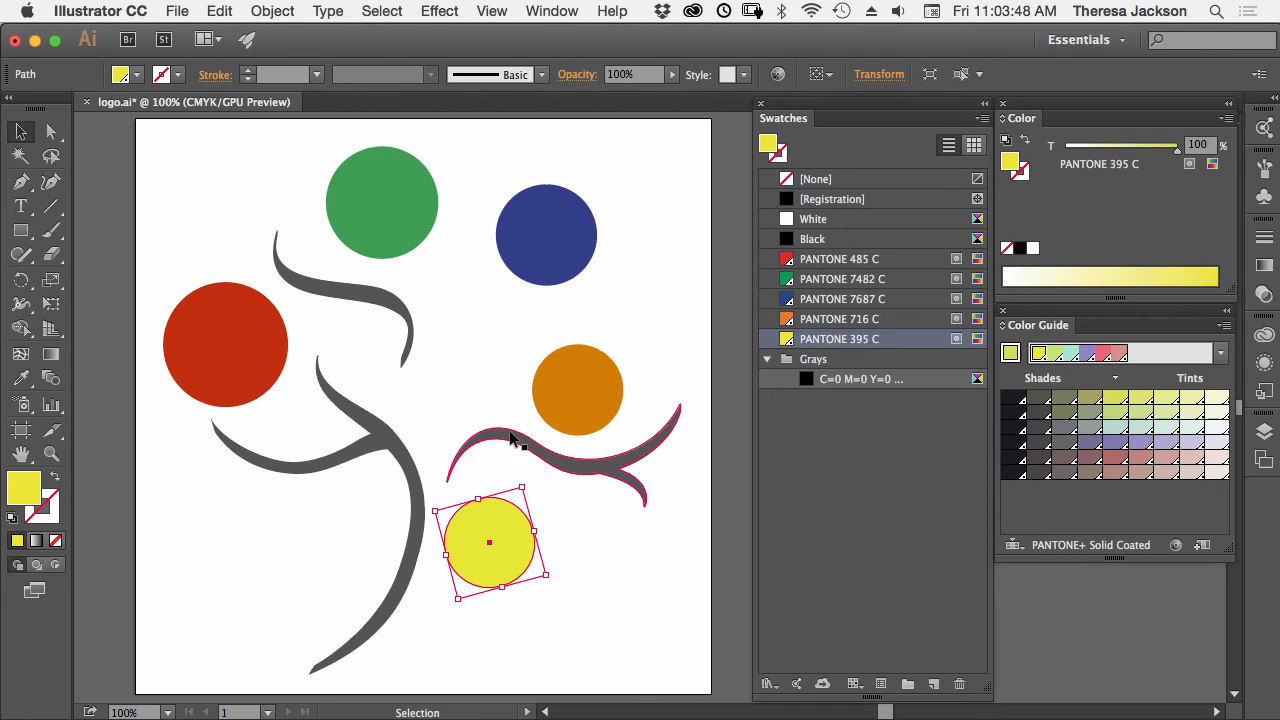 Illustrator CC File Edit Object Type Select Effect View Window Help Fri 11:03:48 AM Theresa Jackson
Ai Br St Essentials
Path Stroke: Basic Opacity: 100% Style: Transform
× logo.ai* @ 100% (CMYK/GPU Preview)
Swatches
[None]
[Registration]
White
Black
PANTONE 485 C
PANTONE 7482 C
PANTONE 7687 C
PANTONE 716 C
PANTONE 395 C
Grays
C=0 M=0 Y=0 ...
Color
T 100 %
PANTONE 395 C
Color Guide
Shades Tints
PANTONE+ Solid Coated
100% 1 Selection